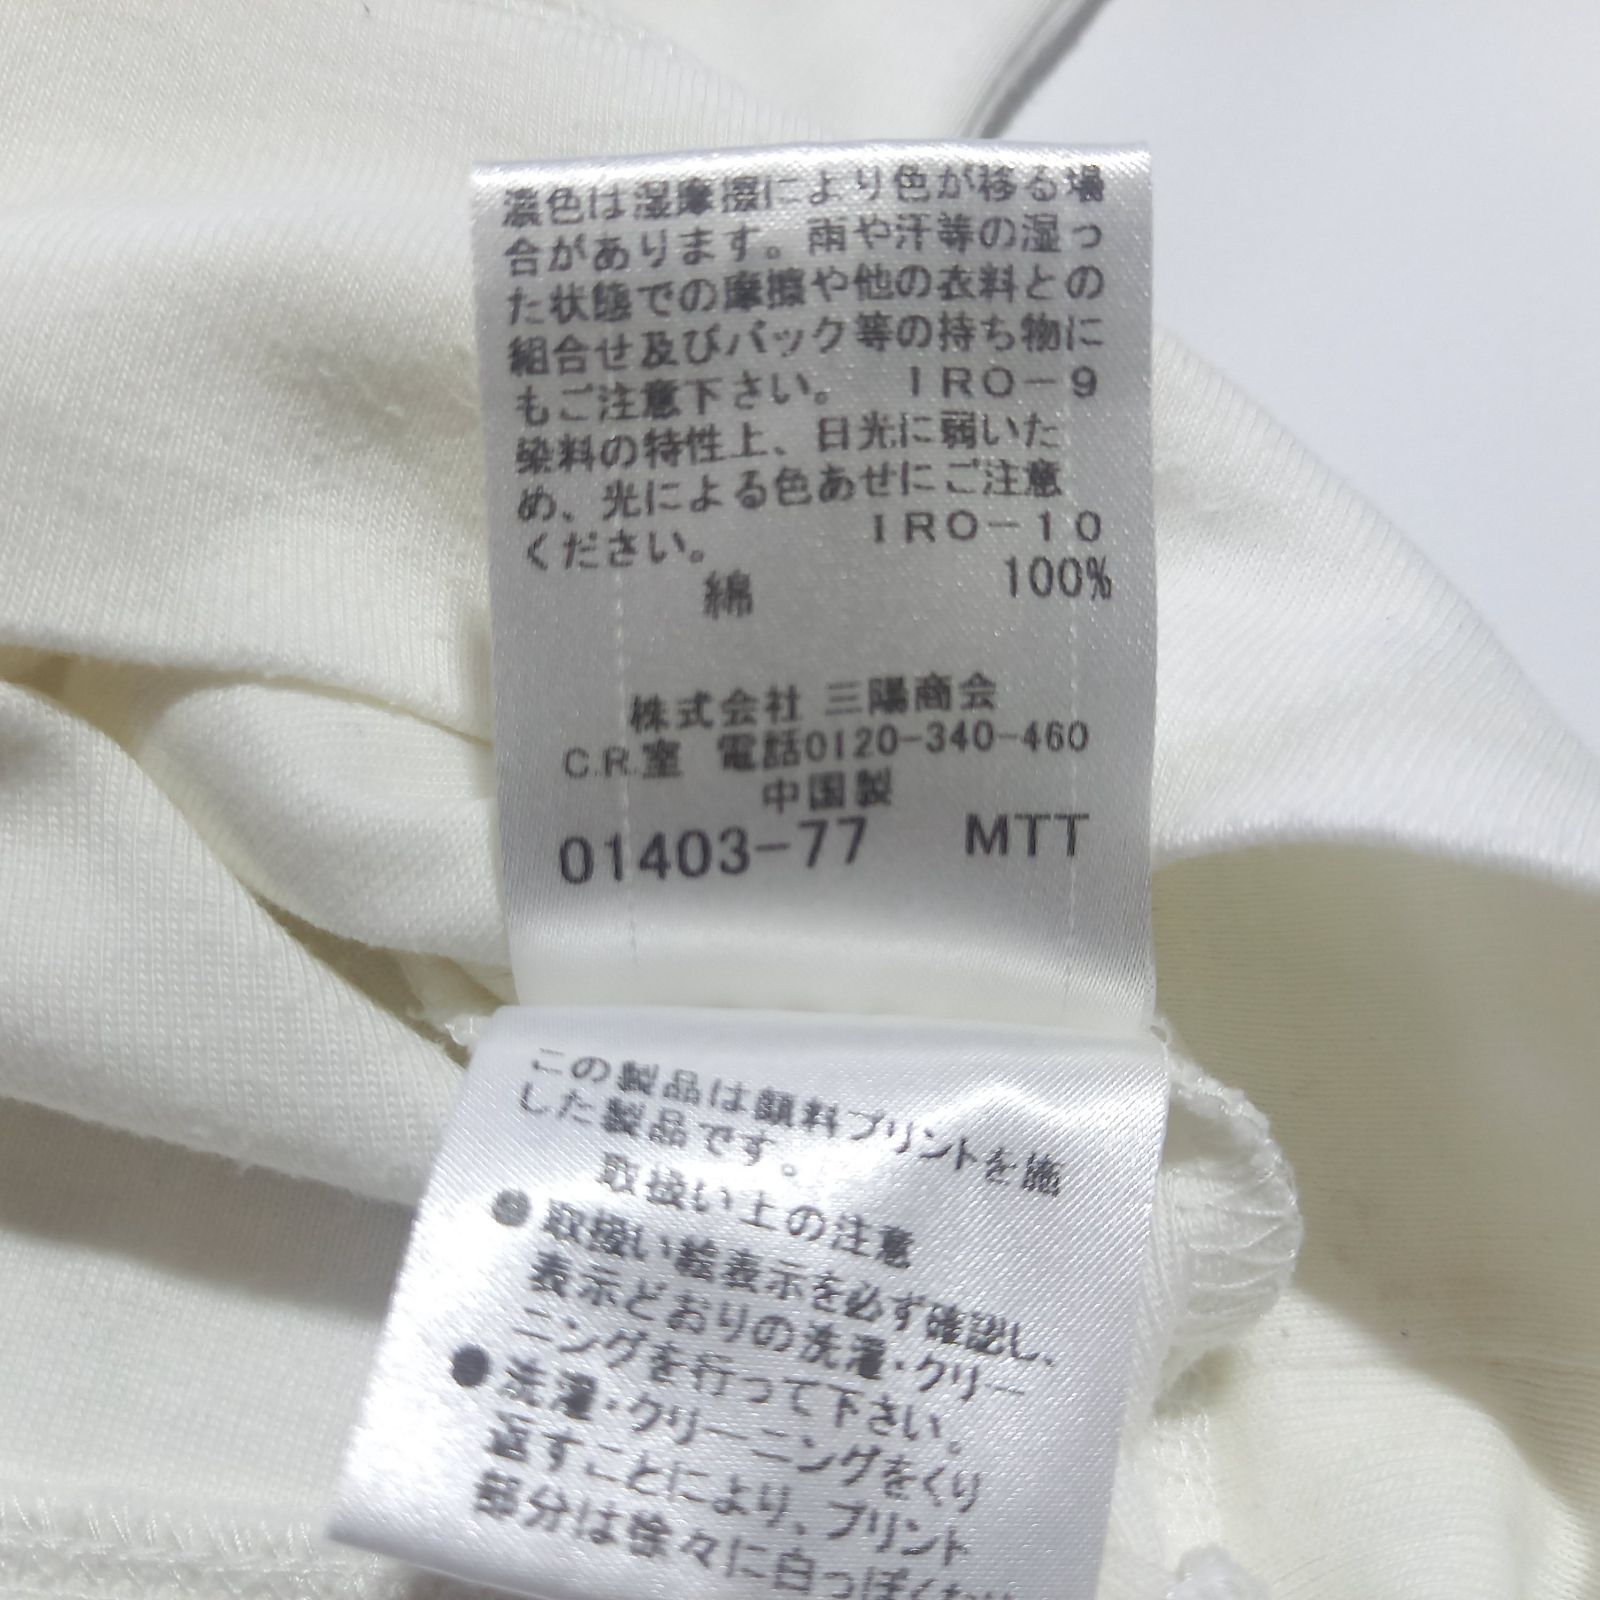 濃色は湿摩擦により色が移る場
合があります。雨や汗等の湿っ
た状態での摩擦や他の衣料との
組合せ及びバック等の持ち物に
もご注意下さい。 IRO-9
染料の特性上、日光に弱いた
め、光による色あせにご注意
ください。 IRO-10
綿 100%
株式会社 三陽商会
C.R.室 電話0120-340-460
中国製
01403-77 MTT
この製品は顔料プリントを施
した製品です。
取扱い上の注意
●取扱い絵表示を必ず確認し、
表示どおりの洗濯・クリー
ニングを行って下さい。
●洗濯・クリーニングをくり
返すことにより、プリント
部分は徐々に白っぽくなり